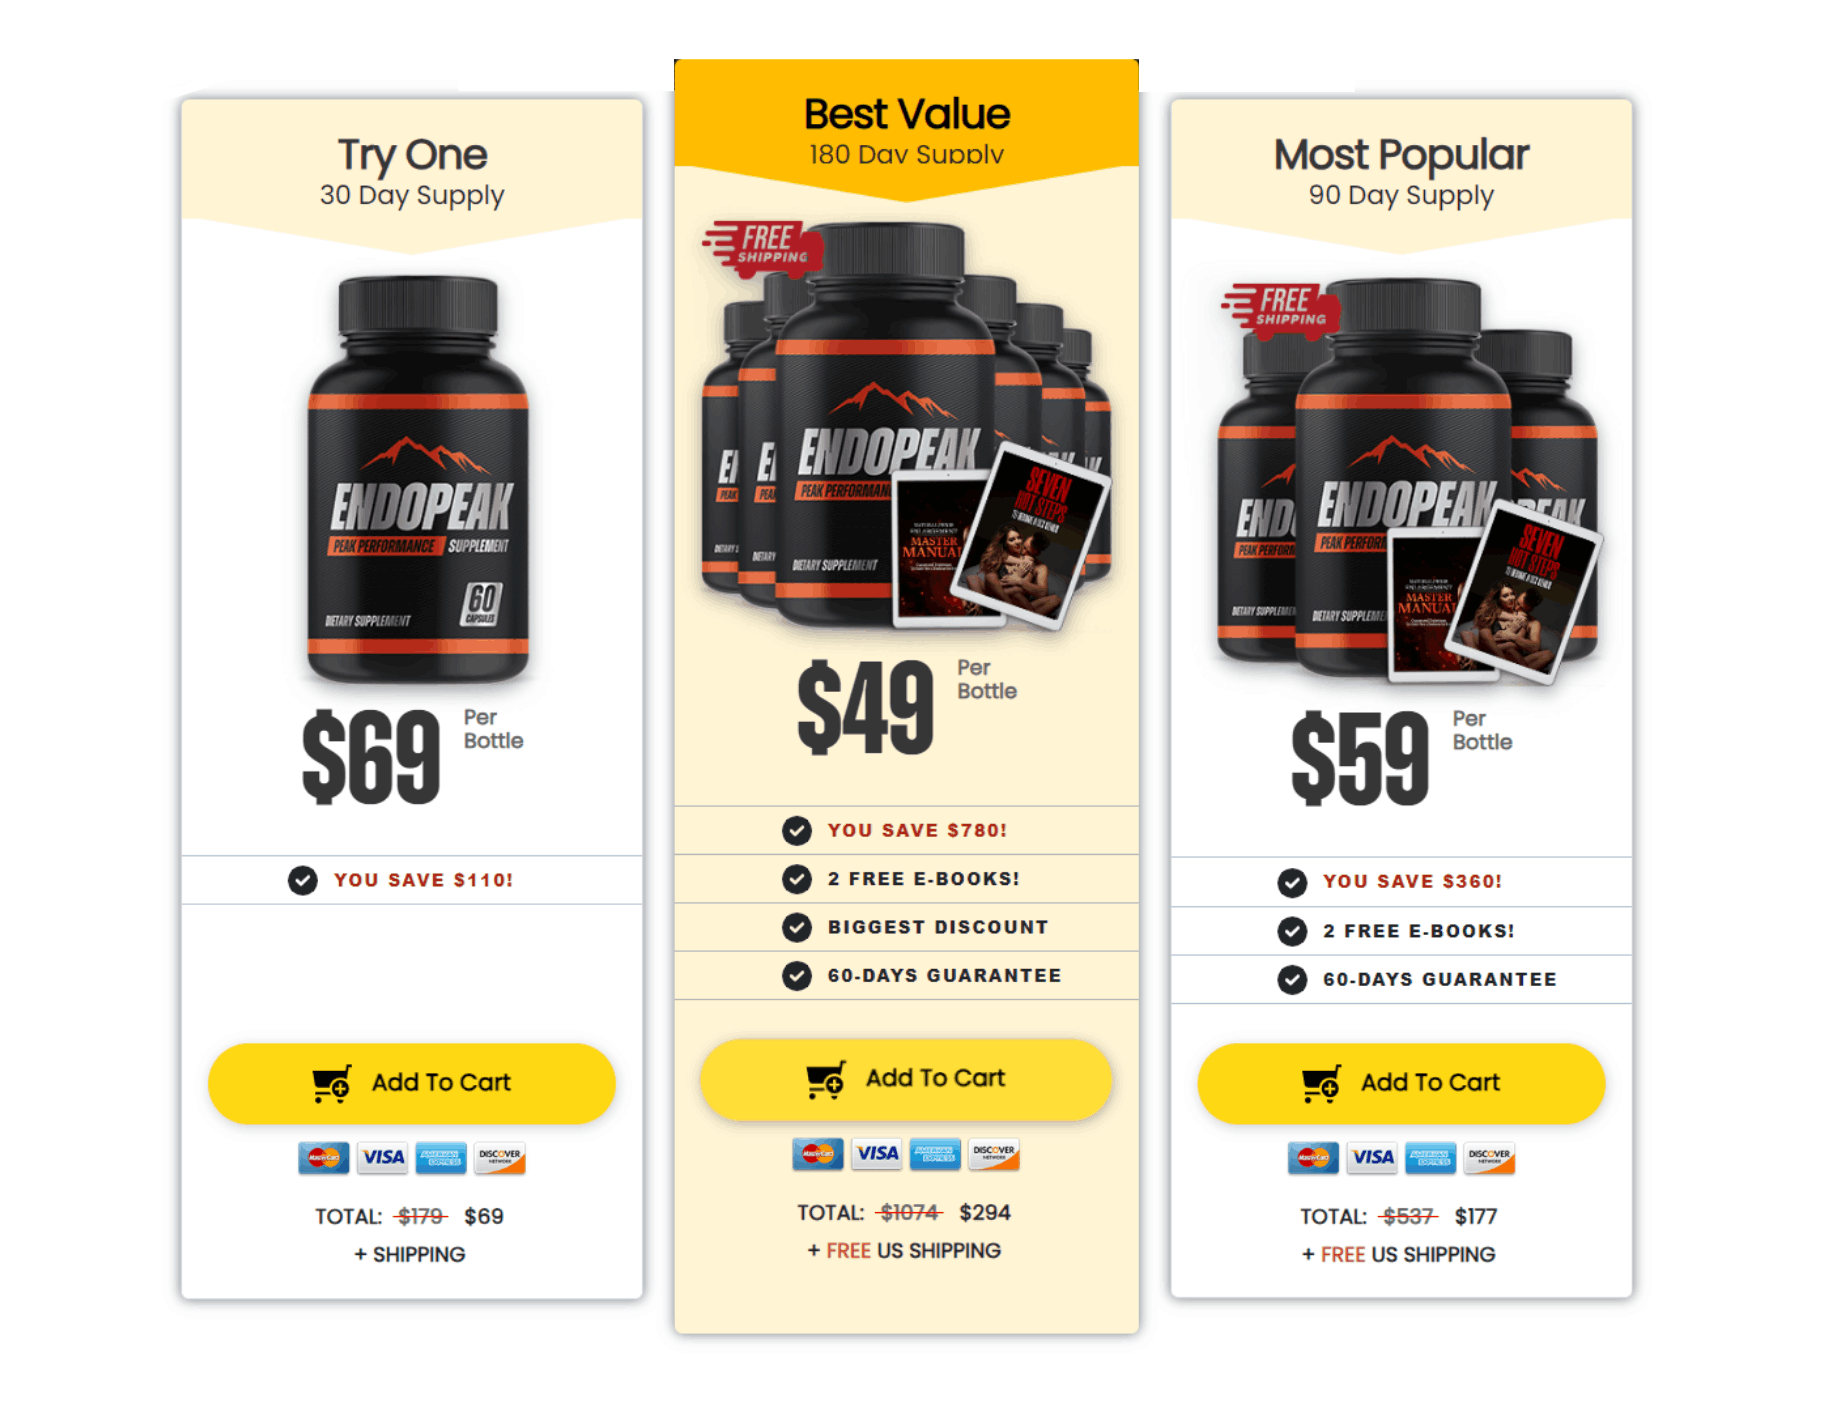 Try One
30 Day Supply
ENDOPEAK
PEAK PERFORMANCE SUPPLEMENT
60
CAPSULES
DIETARY SUPPLEMENT
$69
Per
Bottle
YOU SAVE $110!
Add To Cart
MasterCard VISA AMERICAN EXPRESS DISCOVER NETWORK
TOTAL: $179 $69
+ SHIPPING
Best Value
180 Day Supply
FREE
SHIPPING
ENDOPEAK
PEAK PERFORMAN
DIETARY SUPPLEMENT
MASTER
MANUAL
SEVEN
HOT STEPS
$49
Per
Bottle
YOU SAVE $780!
2 FREE E-BOOKS!
BIGGEST DISCOUNT
60-DAYS GUARANTEE
Add To Cart
MasterCard VISA AMERICAN EXPRESS DISCOVER NETWORK
TOTAL: $1074 $294
+ FREE US SHIPPING
Most Popular
90 Day Supply
FREE
SHIPPING
ENDOPEAK
PEAK PERFORM
DIETARY SUPPLEME
MASTER
MANUAL
SEVEN
HOT STEPS
$59
Per
Bottle
YOU SAVE $360!
2 FREE E-BOOKS!
60-DAYS GUARANTEE
Add To Cart
MasterCard VISA AMERICAN EXPRESS DISCOVER NETWORK
TOTAL: $537 $177
+ FREE US SHIPPING